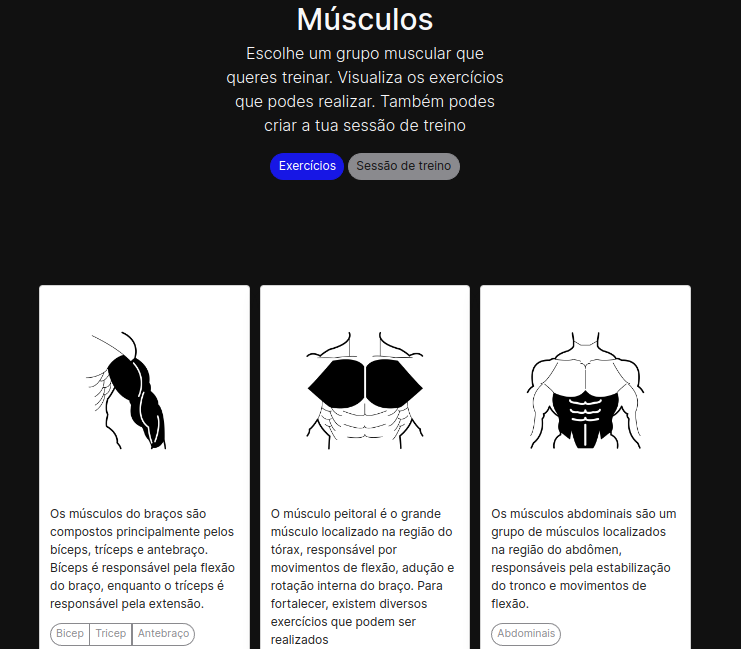 Músculos
Escolhe um grupo muscular que
queres treinar. Visualiza os exercícios
que podes realizar. Também podes
criar a tua sessão de treino
Exercícios
Sessão de treino
Os músculos do braços são
compostos principalmente pelos
bíceps, tríceps e antebraço.
Bíceps é responsável pela flexão
do braço, enquanto o tríceps é
responsável pela extensão.
Bicep
Tricep
Antebraço
O músculo peitoral é o grande
músculo localizado na região do
tórax, responsável por
movimentos de flexão, adução e
rotação interna do braço. Para
fortalecer, existem diversos
exercícios que podem ser
realizados
Os músculos abdominais são um
grupo de músculos localizados
na região do abdômen,
responsáveis pela estabilização
do tronco e movimentos de
flexão.
Abdominais